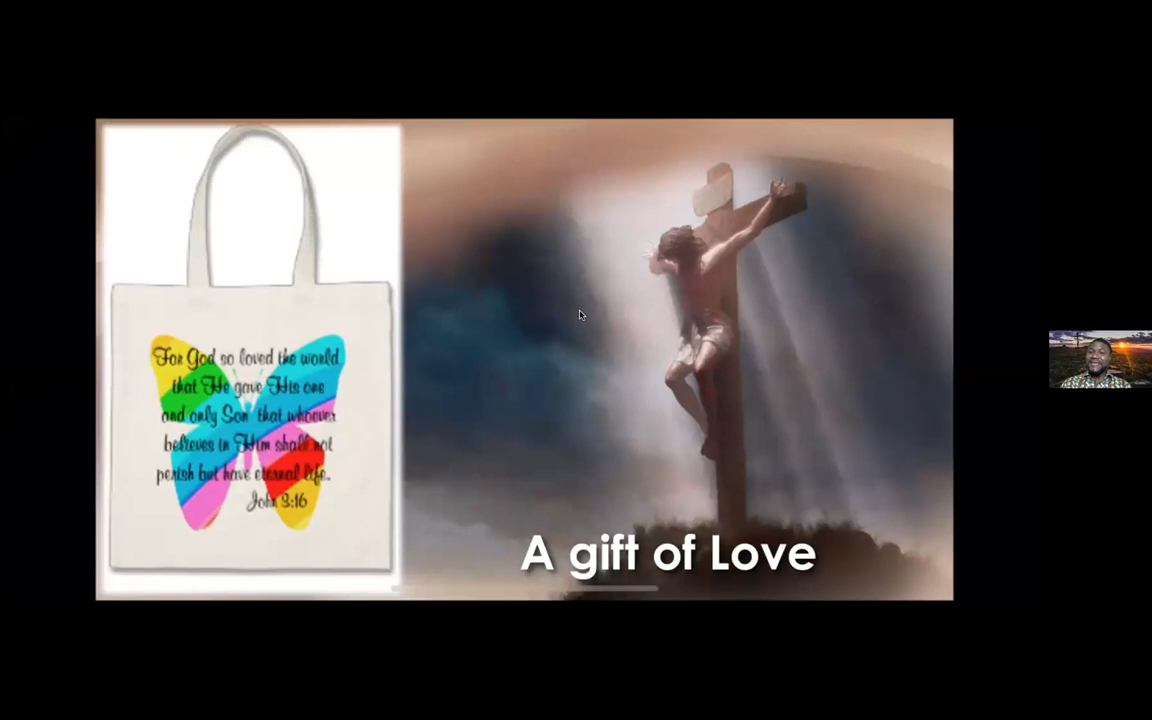 For God so loved the world
that He gave His one
and only Son that whoever
believes in Him shall not
perish but have eternal life.
John 3:16
A gift of Love